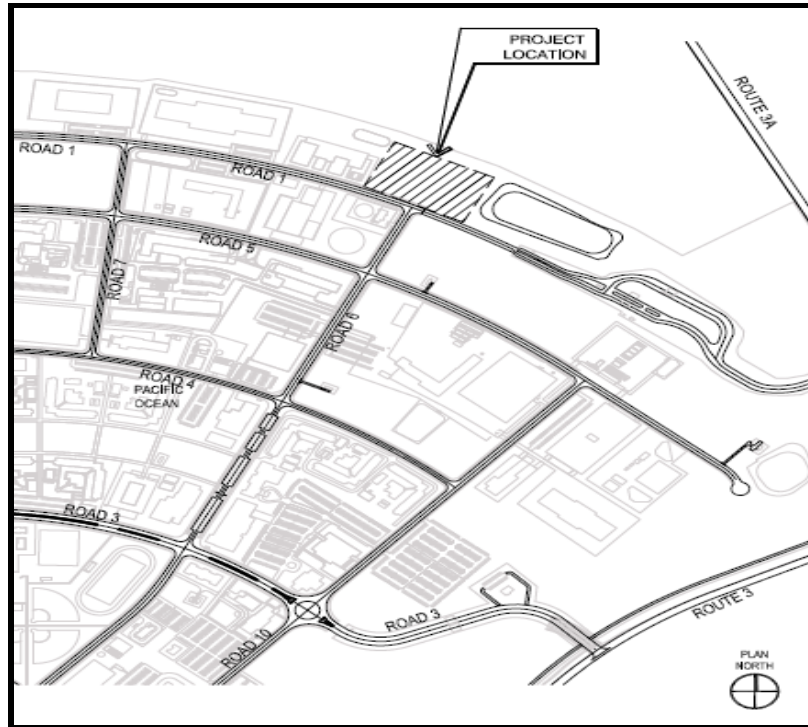 PROJECT
LOCATION
ROUTE 3A
ROAD 1
ROAD 1
ROAD 5
ROAD 7
ROAD 6
ROAD 4
PACIFIC
OCEAN
ROAD 3
ROAD 3
ROUTE 3
ROAD 10
PLAN
NORTH